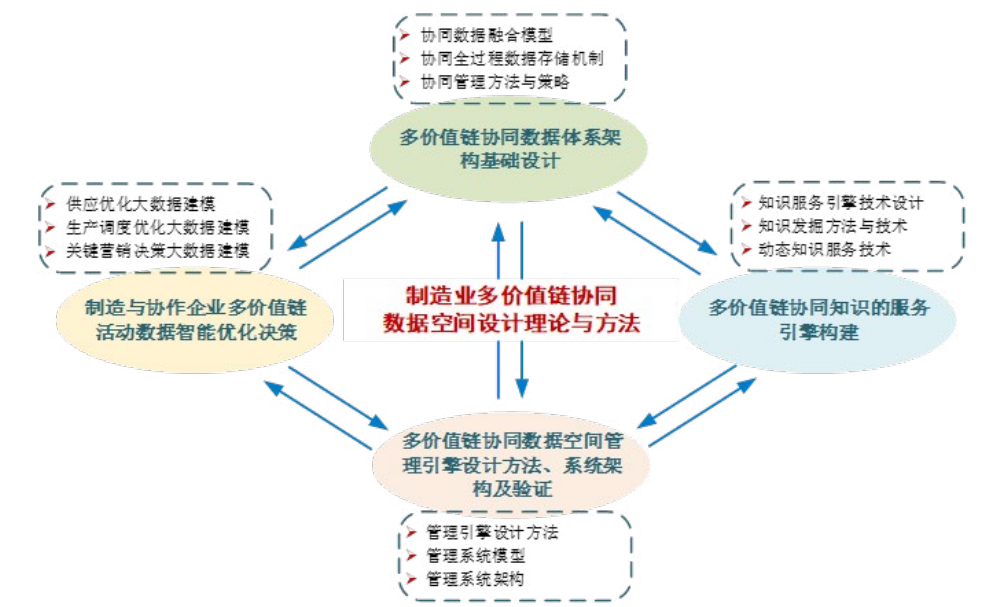 协同数据融合模型
协同全过程数据存储机制
协同管理方法与策略
多价值链协同数据体系架
构基础设计
供应优化大数据建模
生产调度优化大数据建模
关键营销决策大数据建模
制造与协作企业多价值链
活动数据智能优化决策
制造业多价值链协同
数据空间设计理论与方法
知识服务引擎技术设计
知识发掘方法与技术
动态知识服务技术
多价值链协同知识的服务
引擎构建
多价值链协同数据空间管
理引擎设计方法、系统架
构及验证
管理引擎设计方法
管理系统模型
管理系统架构